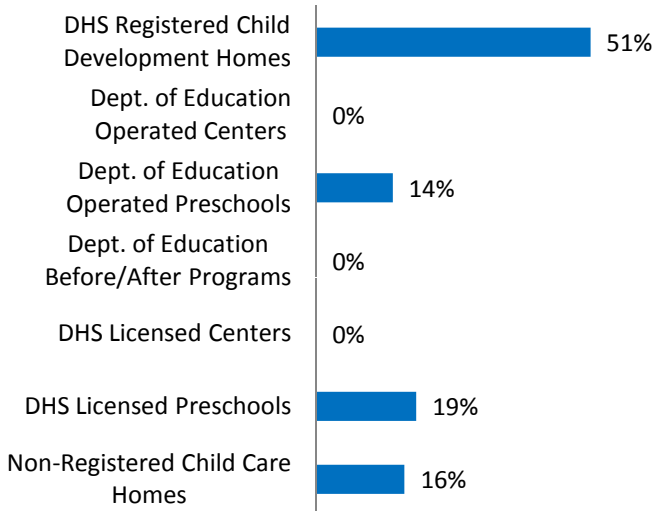 DHS Registered Child
Development Homes
51%
Dept. of Education
Operated Centers
0%
Dept. of Education
Operated Preschools
14%
Dept. of Education
Before/After Programs
0%
DHS Licensed Centers
0%
DHS Licensed Preschools
19%
Non-Registered Child Care
Homes
16%